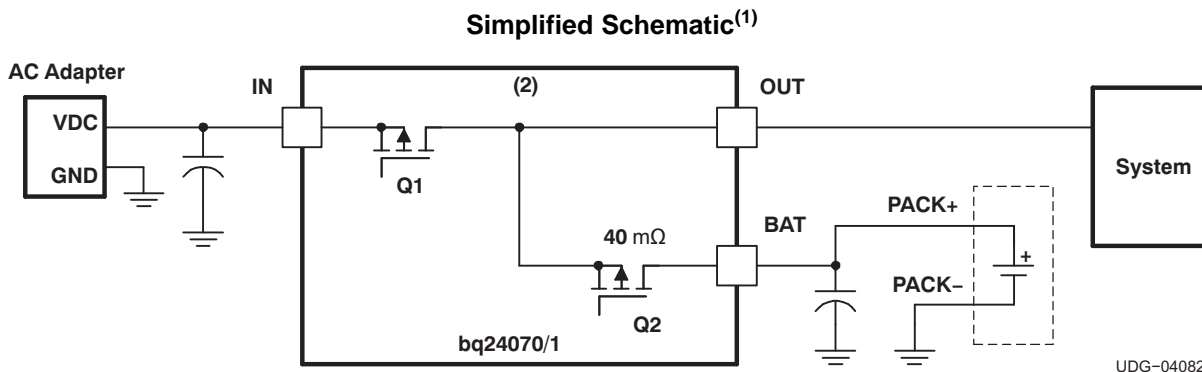 Simplified Schematic(1)
AC Adapter
VDC
GND
IN
(2)
OUT
Q1
System
PACK+
BAT
40 mΩ
+
PACK−
Q2
bq24070/1
UDG−04082